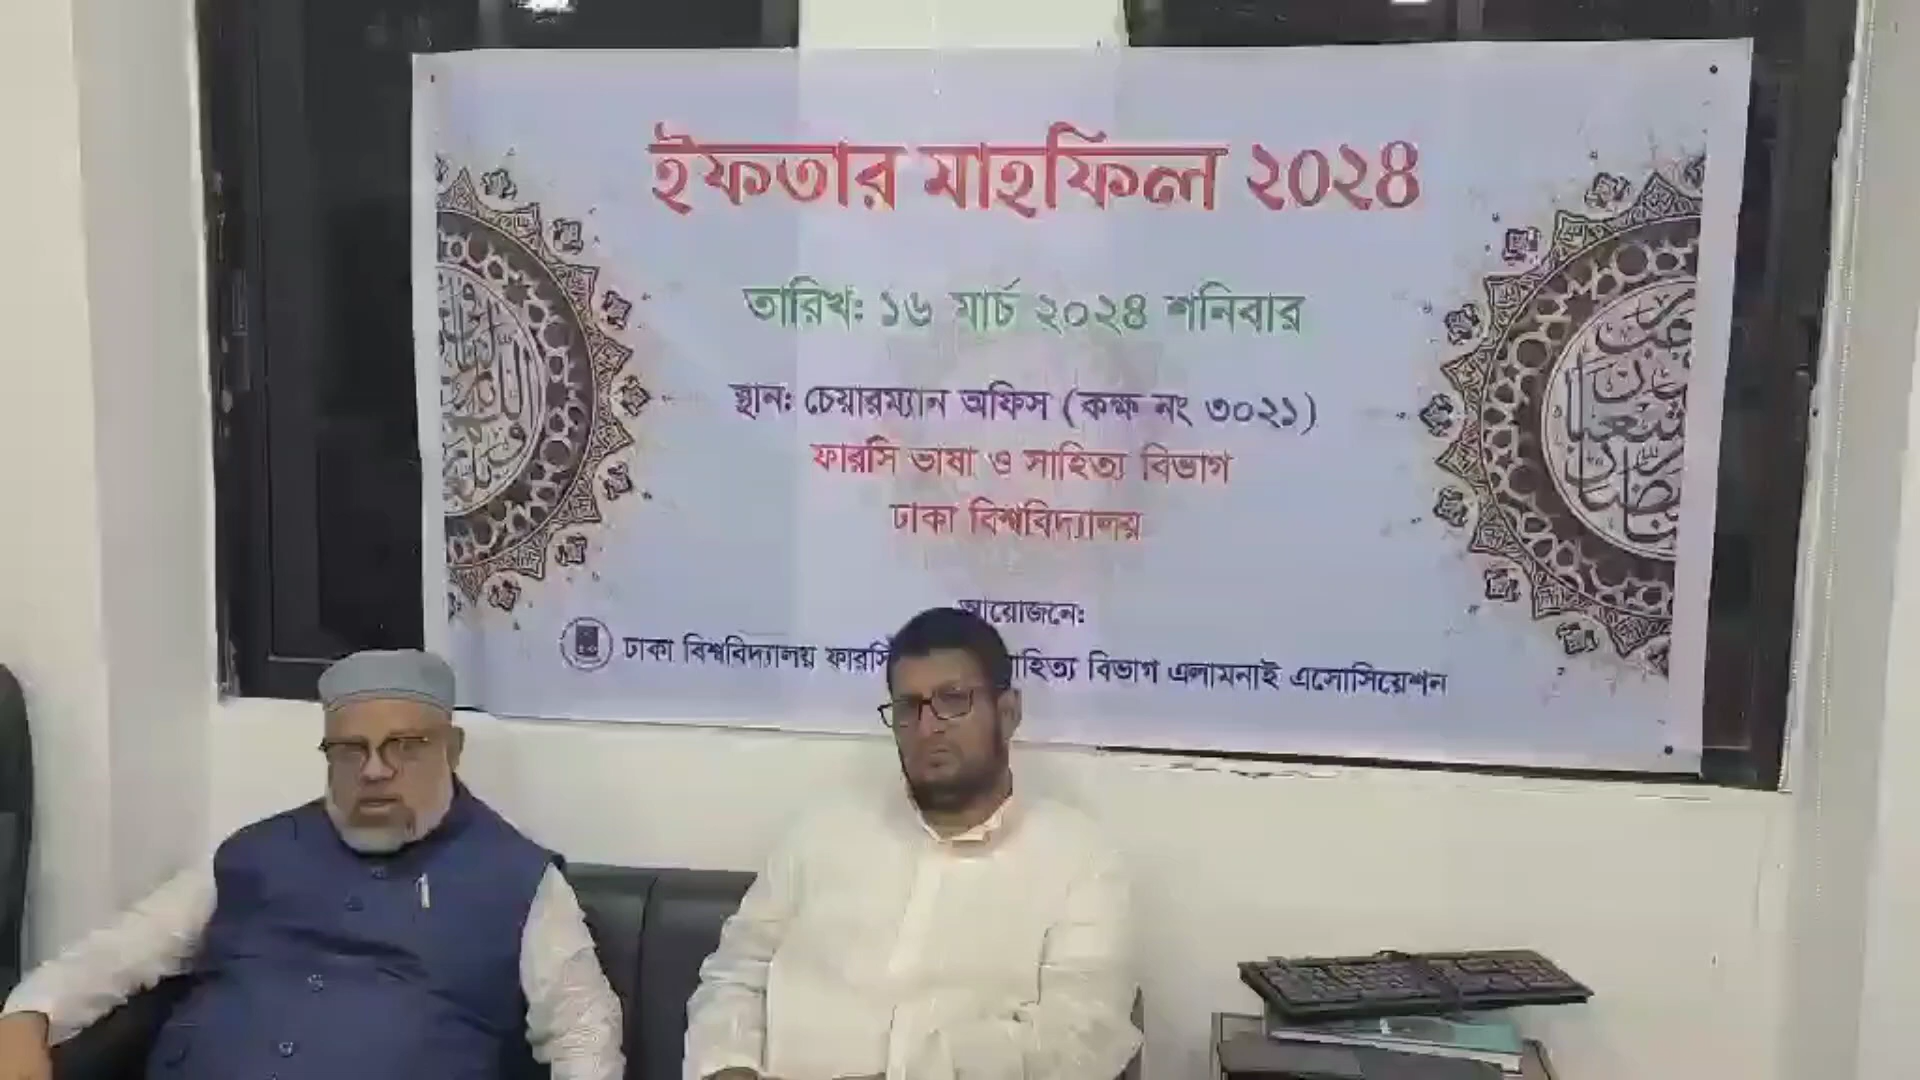 ইফতার মাহফিল ২০২৪
তারিখ: ১৬ মার্চ ২০২৪ শনিবার
স্থান: চেয়ারম্যান অফিস (কক্ষ নং ৩০২১)
ফারসি ভাষা ও সাহিত্য বিভাগ
ঢাকা বিশ্ববিদ্যালয়
আয়োজনে:
ঢাকা বিশ্ববিদ্যালয় ফারসি বিভাগ এলামনাই এসোসিয়েশন